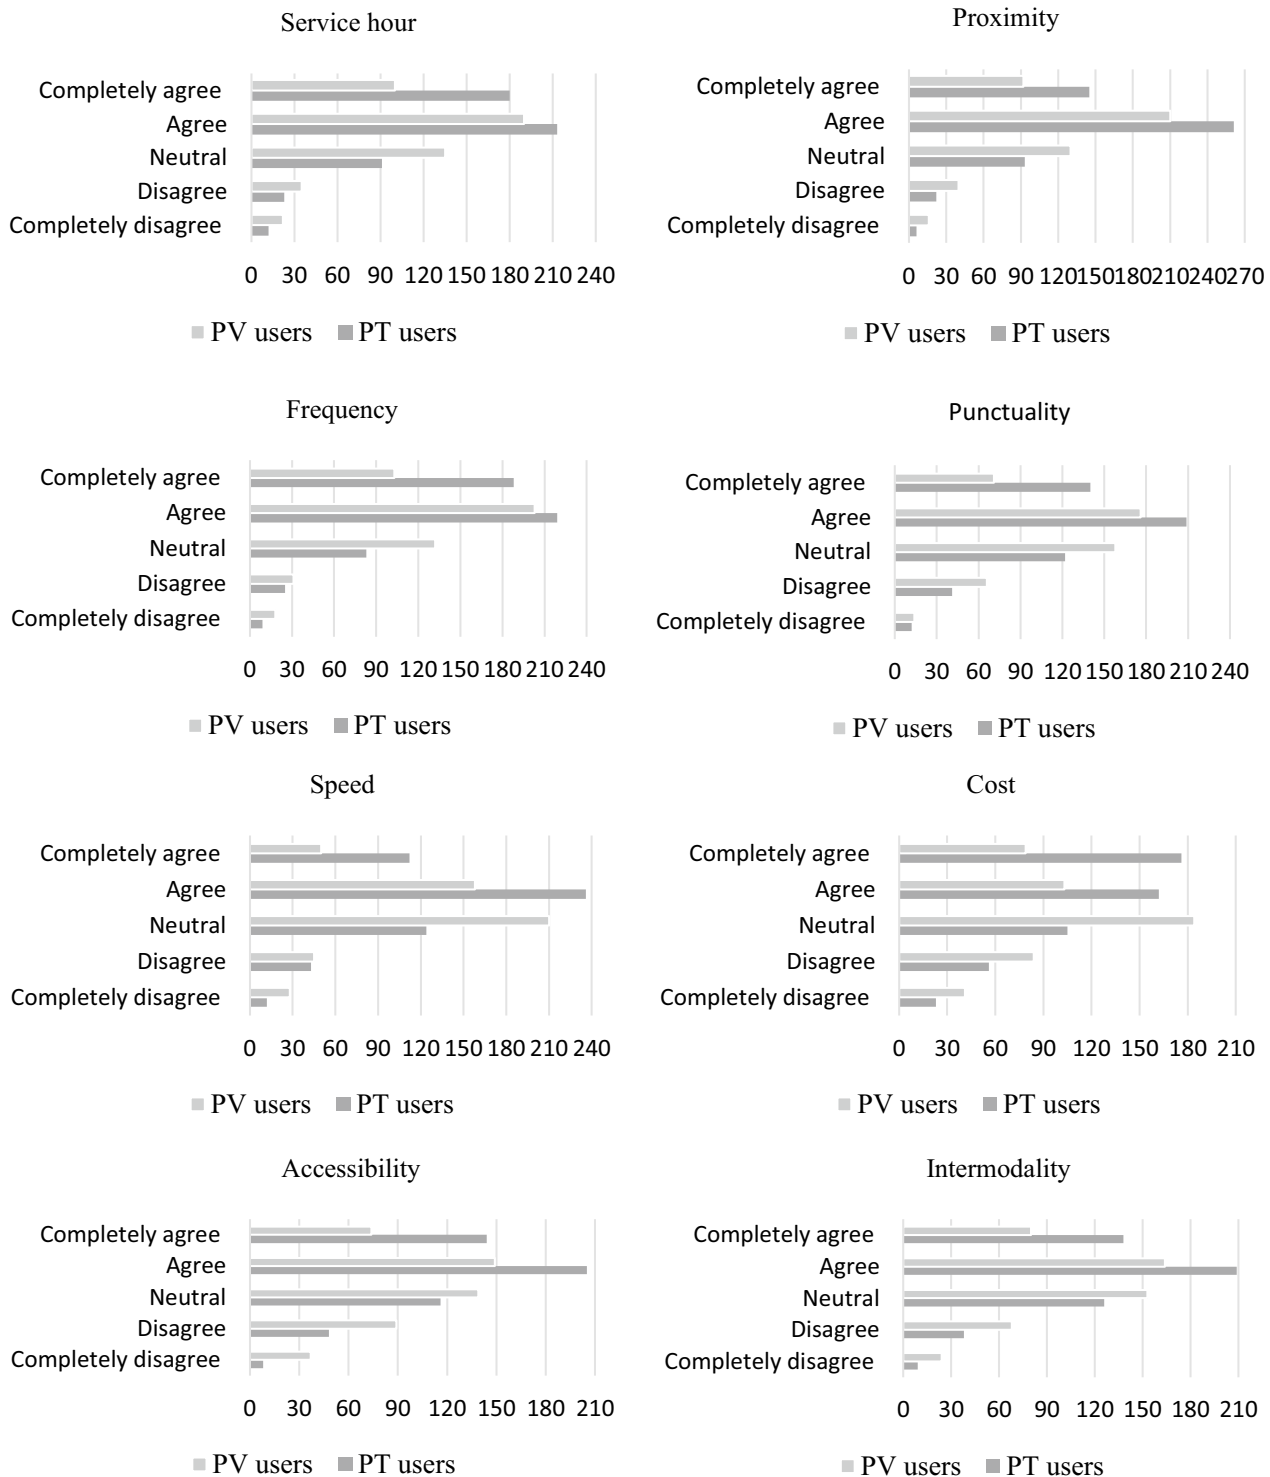 Service hour
Completely agree
Agree
Neutral
Disagree
Completely disagree
0 30 60 90 120 150 180 210 240
PV users PT users
Proximity
Completely agree
Agree
Neutral
Disagree
Completely disagree
0 30 60 90 120 150 180 210 240 270
PV users PT users
Frequency
Completely agree
Agree
Neutral
Disagree
Completely disagree
0 30 60 90 120 150 180 210 240
PV users PT users
Punctuality
Completely agree
Agree
Neutral
Disagree
Completely disagree
0 30 60 90 120 150 180 210 240
PV users PT users
Speed
Completely agree
Agree
Neutral
Disagree
Completely disagree
0 30 60 90 120 150 180 210 240
PV users PT users
Cost
Completely agree
Agree
Neutral
Disagree
Completely disagree
0 30 60 90 120 150 180 210
PV users PT users
Accessibility
Completely agree
Agree
Neutral
Disagree
Completely disagree
0 30 60 90 120 150 180 210
PV users PT users
Intermodality
Completely agree
Agree
Neutral
Disagree
Completely disagree
0 30 60 90 120 150 180 210
PV users PT users